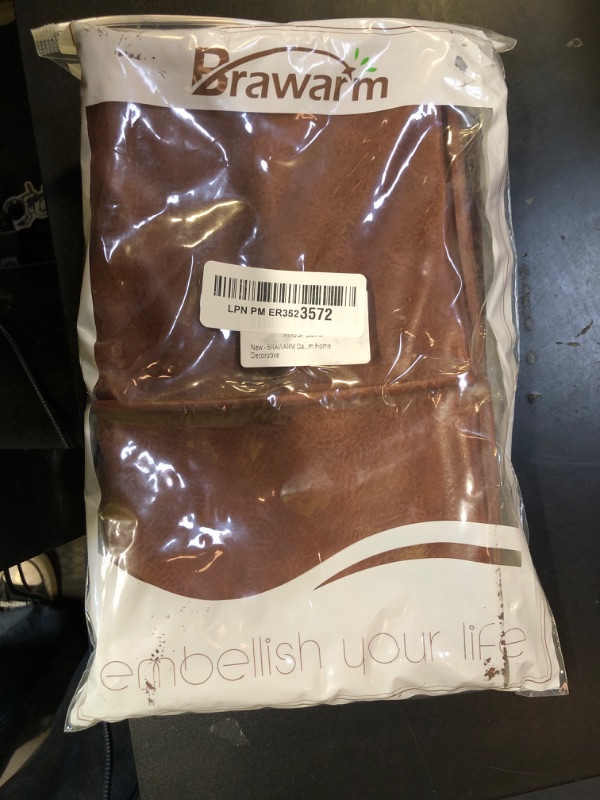 Brawarm
LPN PM ER3523572
New - BRAWARM Da...m Home
Decorative
embellish your life